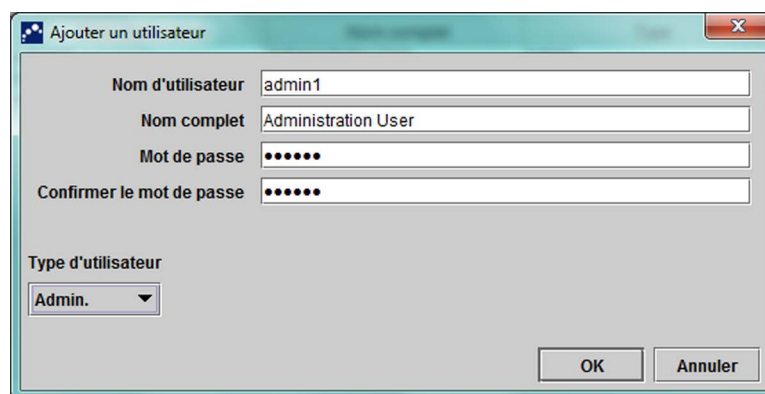 Ajouter un utilisateur
Nom d'utilisateur admin1
Nom complet Administration User
Mot de passe ••••••
Confirmer le mot de passe ••••••
Type d'utilisateur
Admin.
OK Annuler